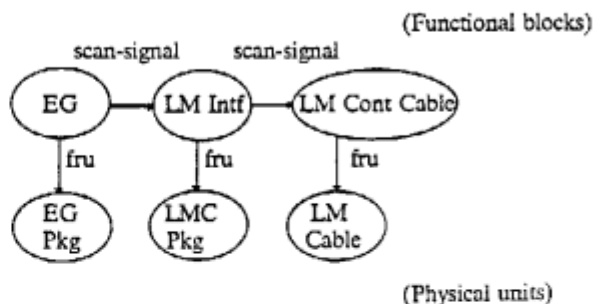 (Functional blocks)
scan-signal scan-signal
EG LM Intf LM Cont Cable
fru fru fru
EG LMC LM
Pkg Pkg Cable
(Physical units)